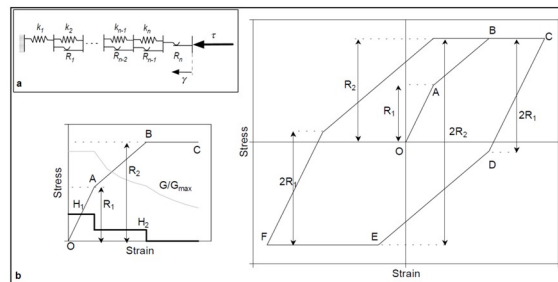 k1 k2 kn-1 kn
R1 Rn-2 Rn-1 Rn
τ
γ
a
Stress
B
C
A
R2
G/Gmax
H1
R1
H2
O
Strain
b
Stress
B
C
R2
A
R1
2R2
2R1
O
2R1
D
F
E
Strain